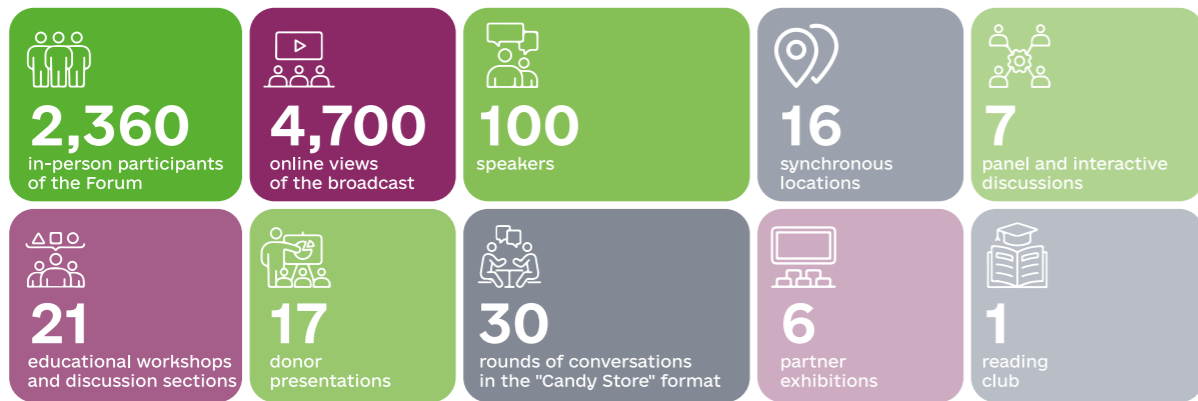 2,360
in-person participants
of the Forum
4,700
online views
of the broadcast
100
speakers
16
synchronous
locations
7
panel and interactive
discussions
21
educational workshops
and discussion sections
17
donor
presentations
30
rounds of conversations
in the "Candy Store" format
6
partner
exhibitions
1
reading
club